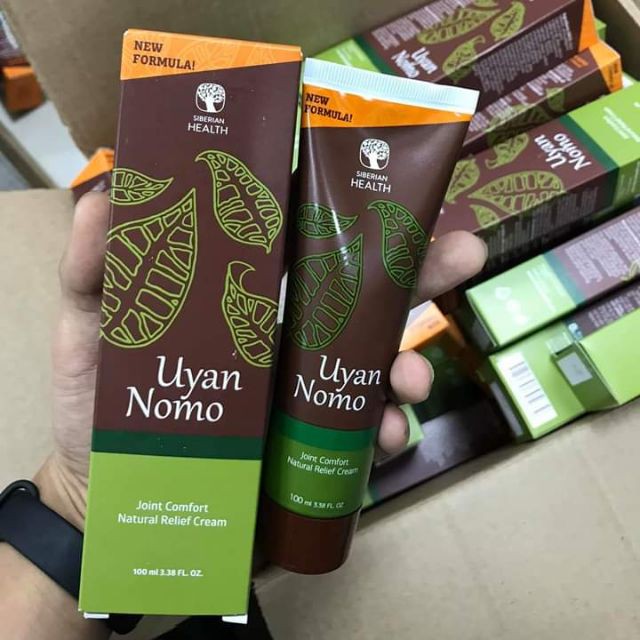 NEW
FORMULA!
SIBERIAN
HEALTH
Uyan
Nomo
Joint Comfort
Natural Relief Cream
100 ml 3.38 FL. OZ.
NEW
FORMULA!
SIBERIAN
HEALTH
Uyan
Nomo
Joint Comfort
Natural Relief Cream
100 ml 3.38 FL. OZ.
Uyan
Nomo
Uyan
Nomo